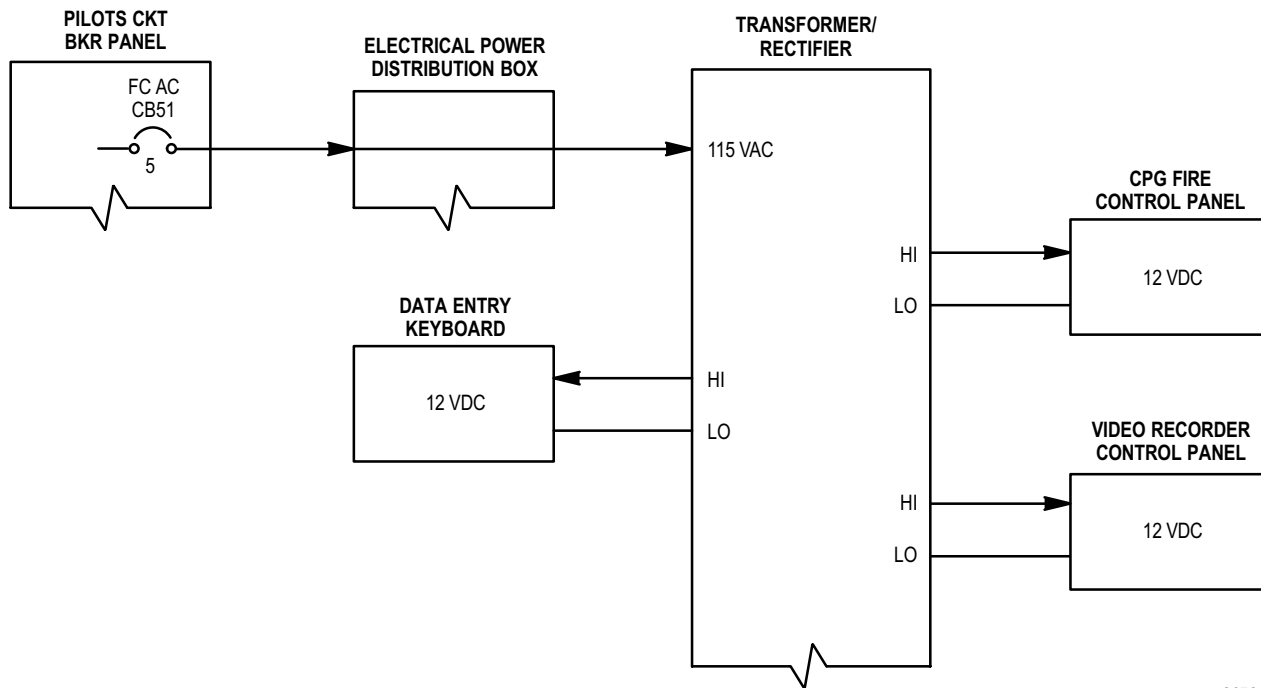 PILOTS CKT
BKR PANEL
FC AC
CB51
5
ELECTRICAL POWER
DISTRIBUTION BOX
TRANSFORMER/
RECTIFIER
115 VAC
HI
LO
CPG FIRE
CONTROL PANEL
12 VDC
DATA ENTRY
KEYBOARD
12 VDC
HI
LO
HI
LO
VIDEO RECORDER
CONTROL PANEL
12 VDC